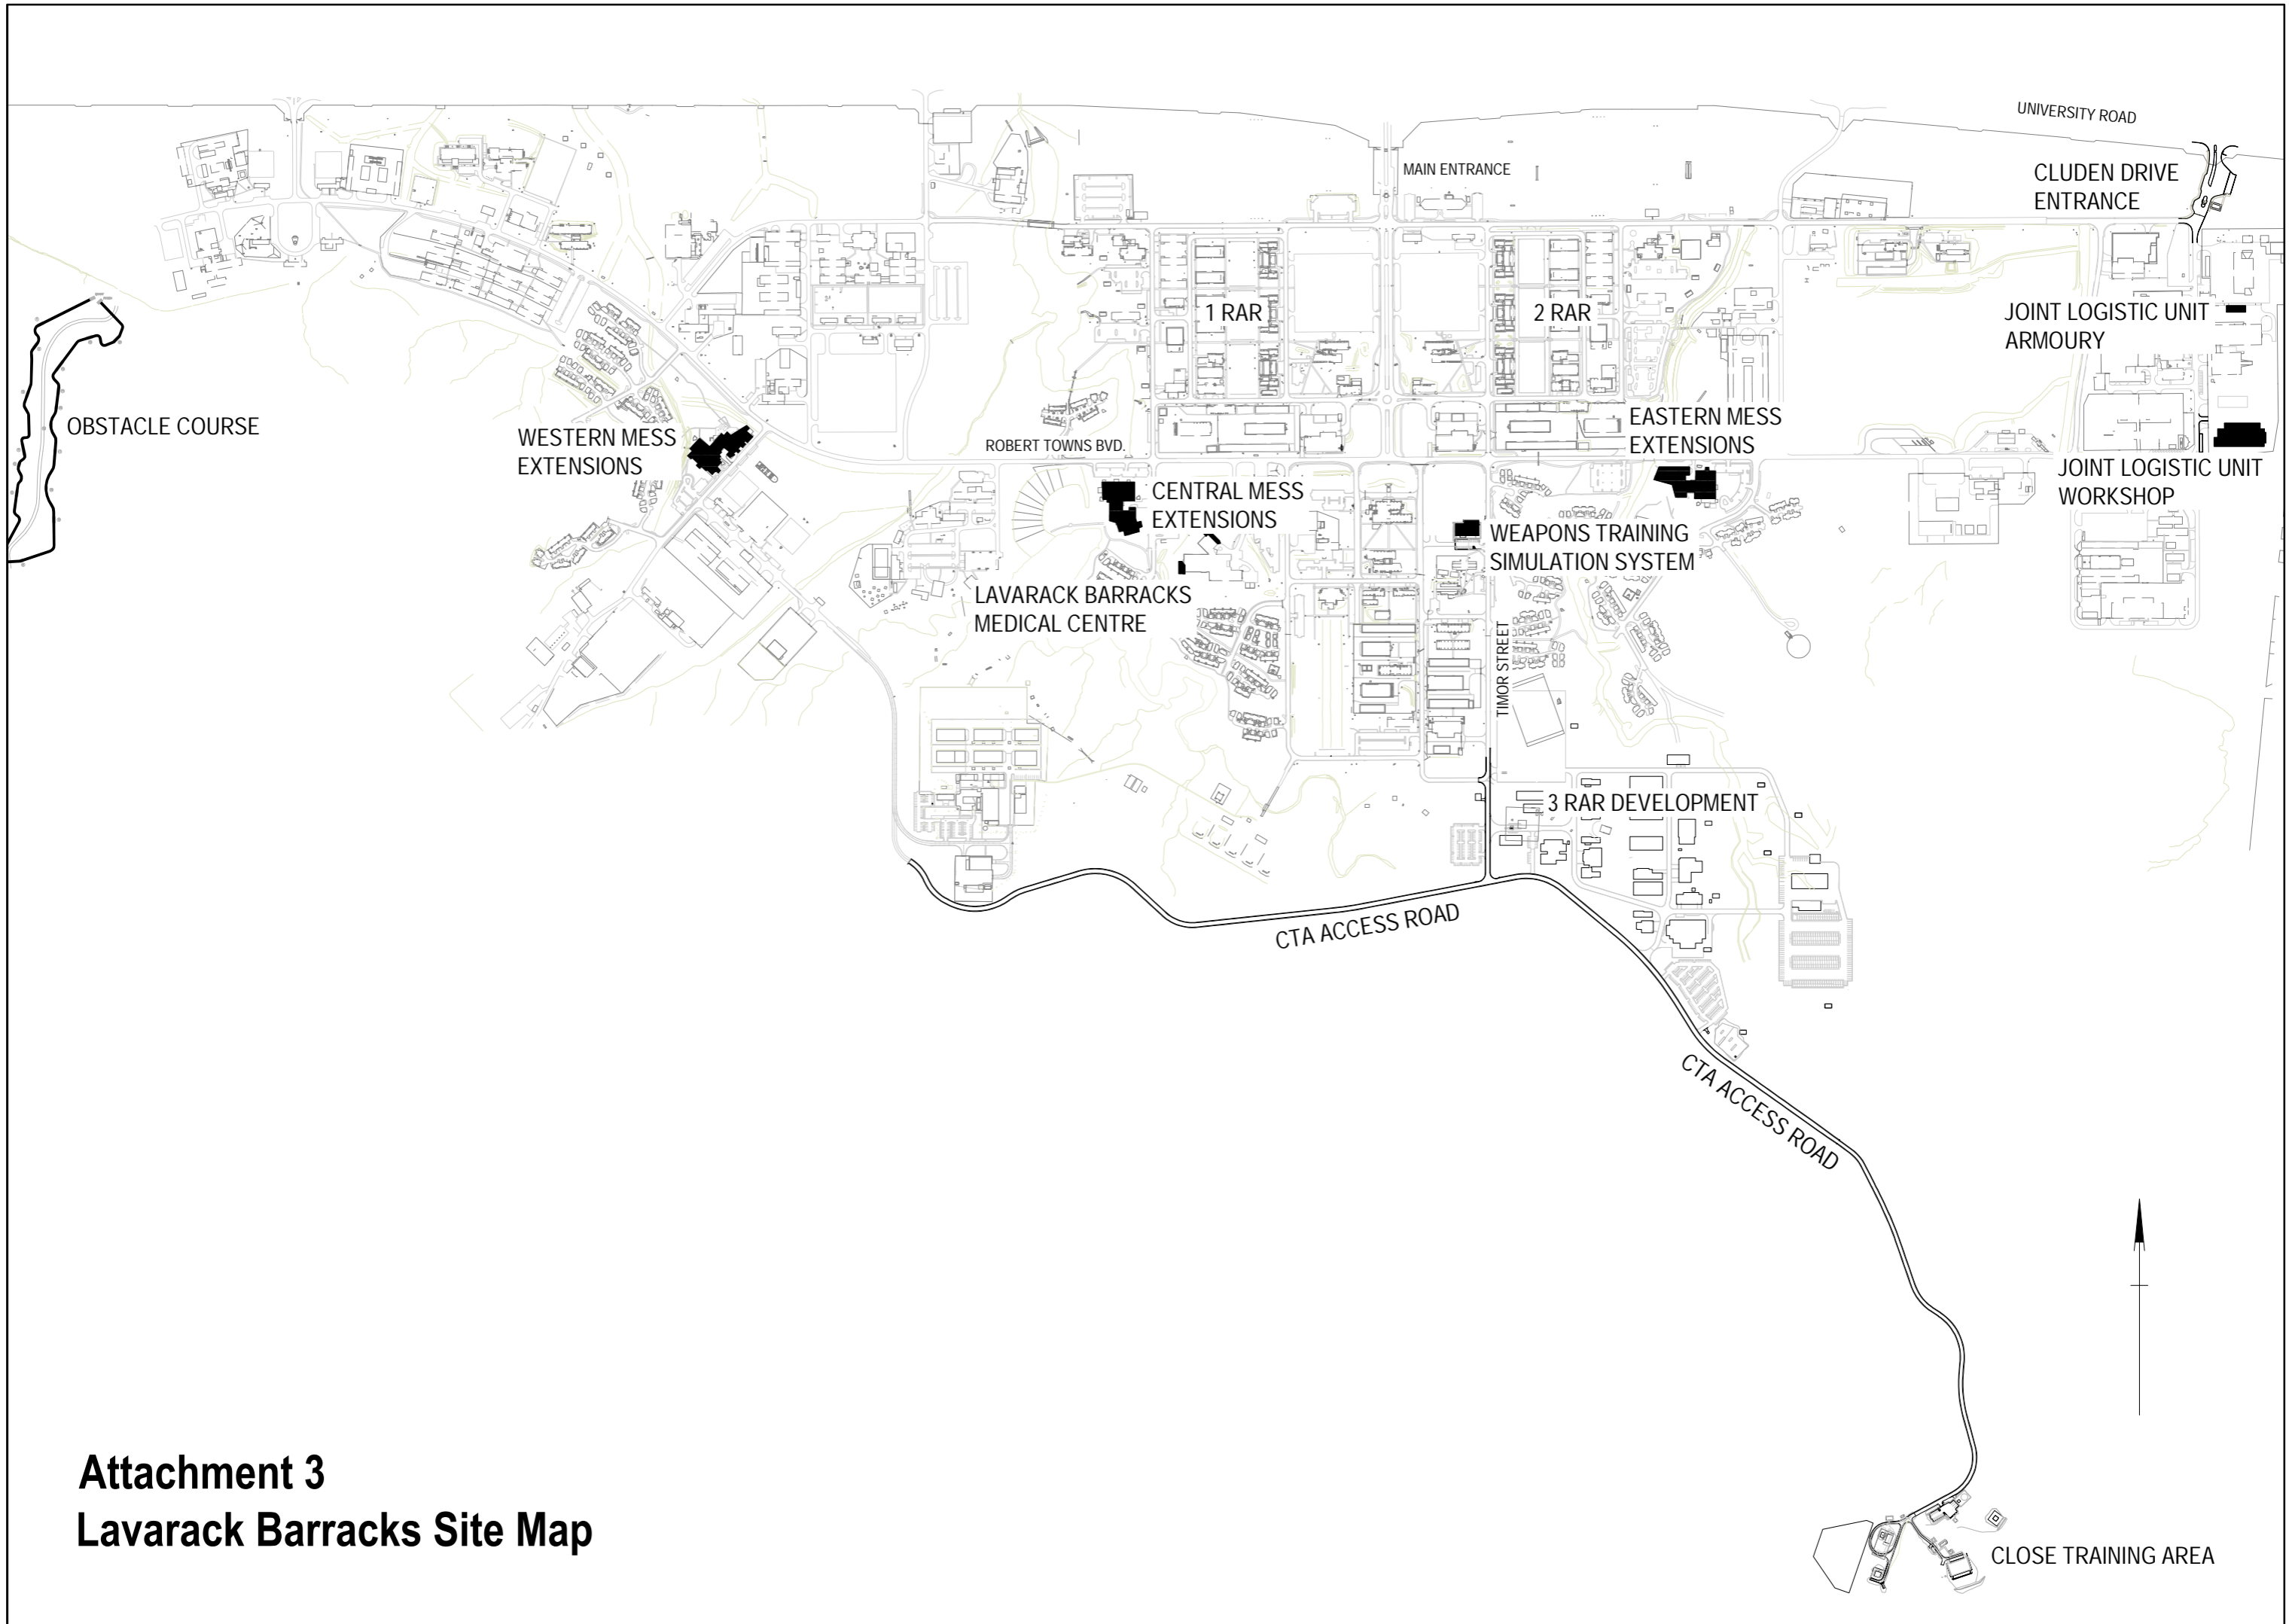 UNIVERSITY ROAD
MAIN ENTRANCE
CLUDEN DRIVE
ENTRANCE
1 RAR
2 RAR
JOINT LOGISTIC UNIT
ARMOURY
OBSTACLE COURSE
WESTERN MESS
EXTENSIONS
ROBERT TOWNS BVD.
EASTERN MESS
EXTENSIONS
JOINT LOGISTIC UNIT
WORKSHOP
CENTRAL MESS
EXTENSIONS
WEAPONS TRAINING
SIMULATION SYSTEM
LAVARACK BARRACKS
MEDICAL CENTRE
TIMOR STREET
3 RAR DEVELOPMENT
CTA ACCESS ROAD
CTA ACCESS ROAD
Attachment 3
Lavarack Barracks Site Map
CLOSE TRAINING AREA